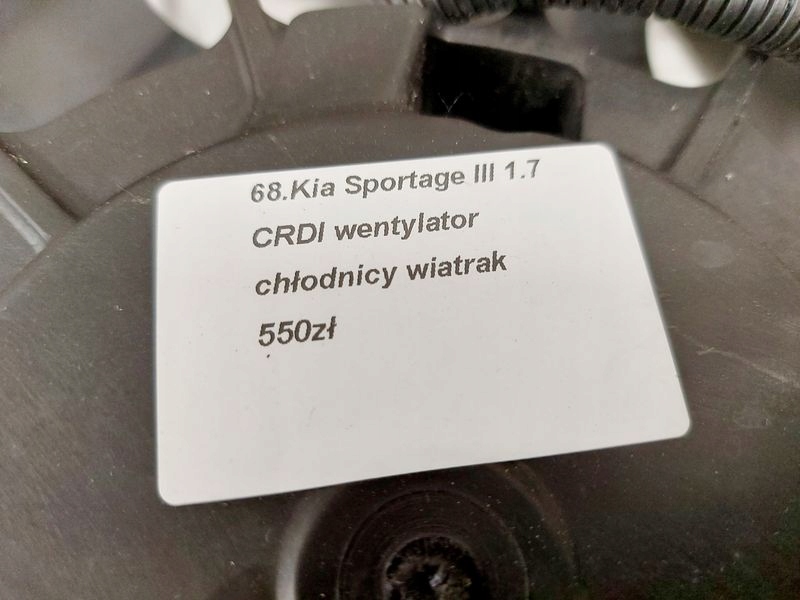 68.Kia Sportage III 1.7
CRDI wentylator
chłodnicy wiatrak
550zł